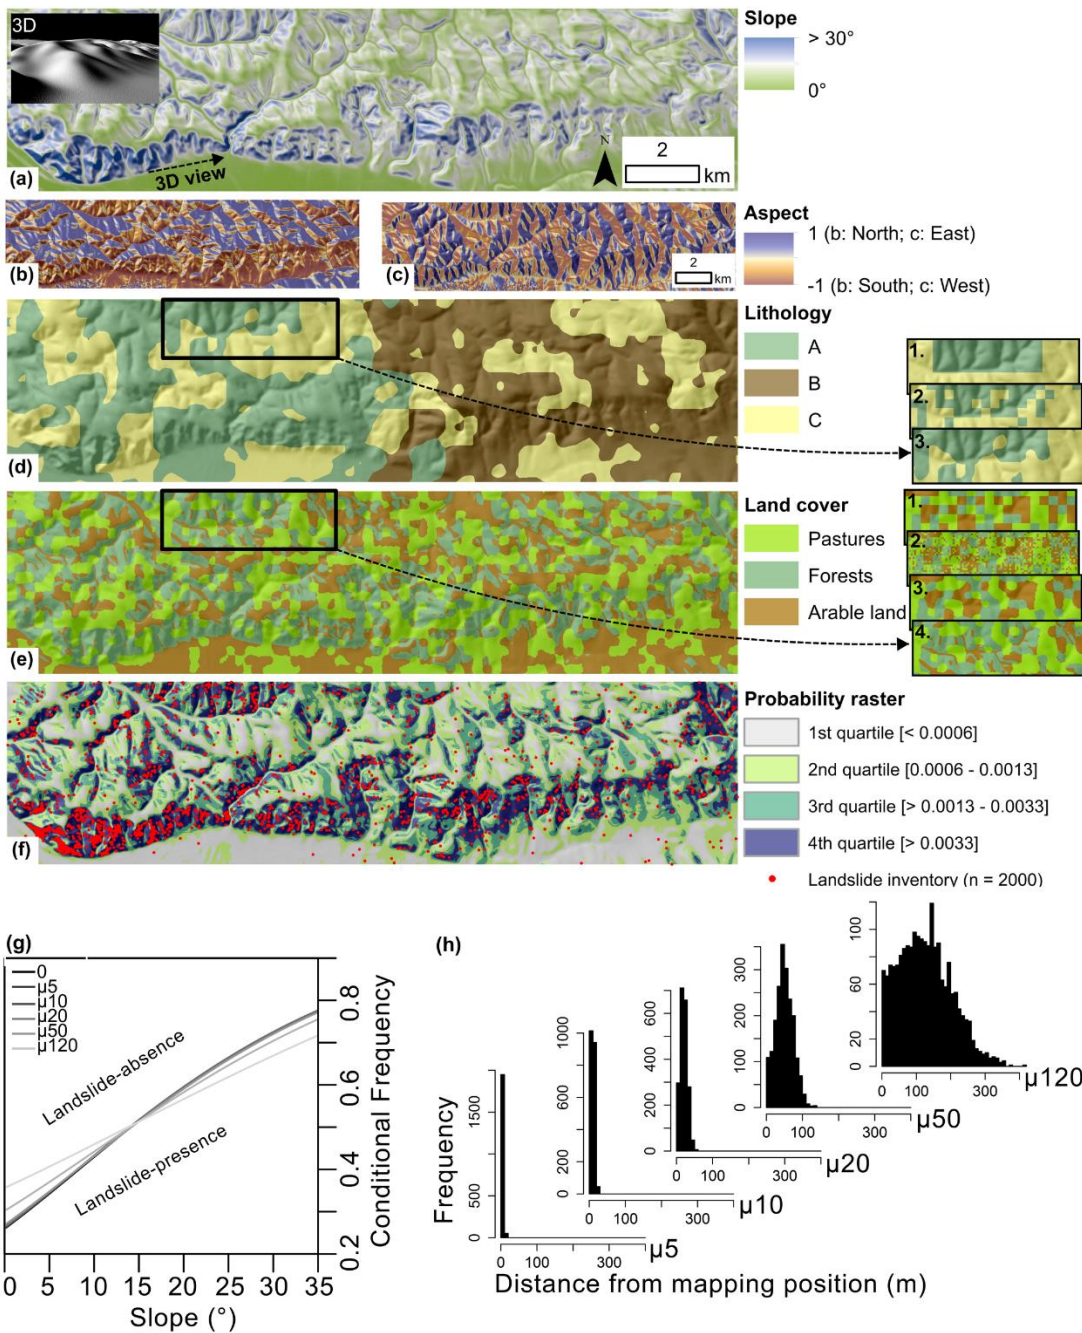 3D
3D view
N
2
km
(a)
Slope
> 30°
0°
(b)
(c)
2
km
Aspect
1 (b: North; c: East)
-1 (b: South; c: West)
(d)
Lithology
A
B
C
1.
2.
3.
(e)
Land cover
Pastures
Forests
Arable land
1.
2.
3.
4.
(f)
Probability raster
1st quartile [< 0.0006]
2nd quartile [0.0006 - 0.0013]
3rd quartile [> 0.0013 - 0.0033]
4th quartile [> 0.0033]
Landslide inventory (n = 2000)
(g)
0
µ5
µ10
µ20
µ50
µ120
Landslide-absence
Landslide-presence
0.8
0.6
0.4
0.2
Conditional Frequency
0 5 10 15 20 25 30 35
Slope (°)
(h)
Frequency
0 500 1500
0 100 300
µ5
0 200 400 600 1000
0 100 300
µ10
0 200 400 600
0 100 300
µ20
0 100 200 300
0 100 300
µ50
0 20 40 60 80 100
0 100 300
µ120
Distance from mapping position (m)